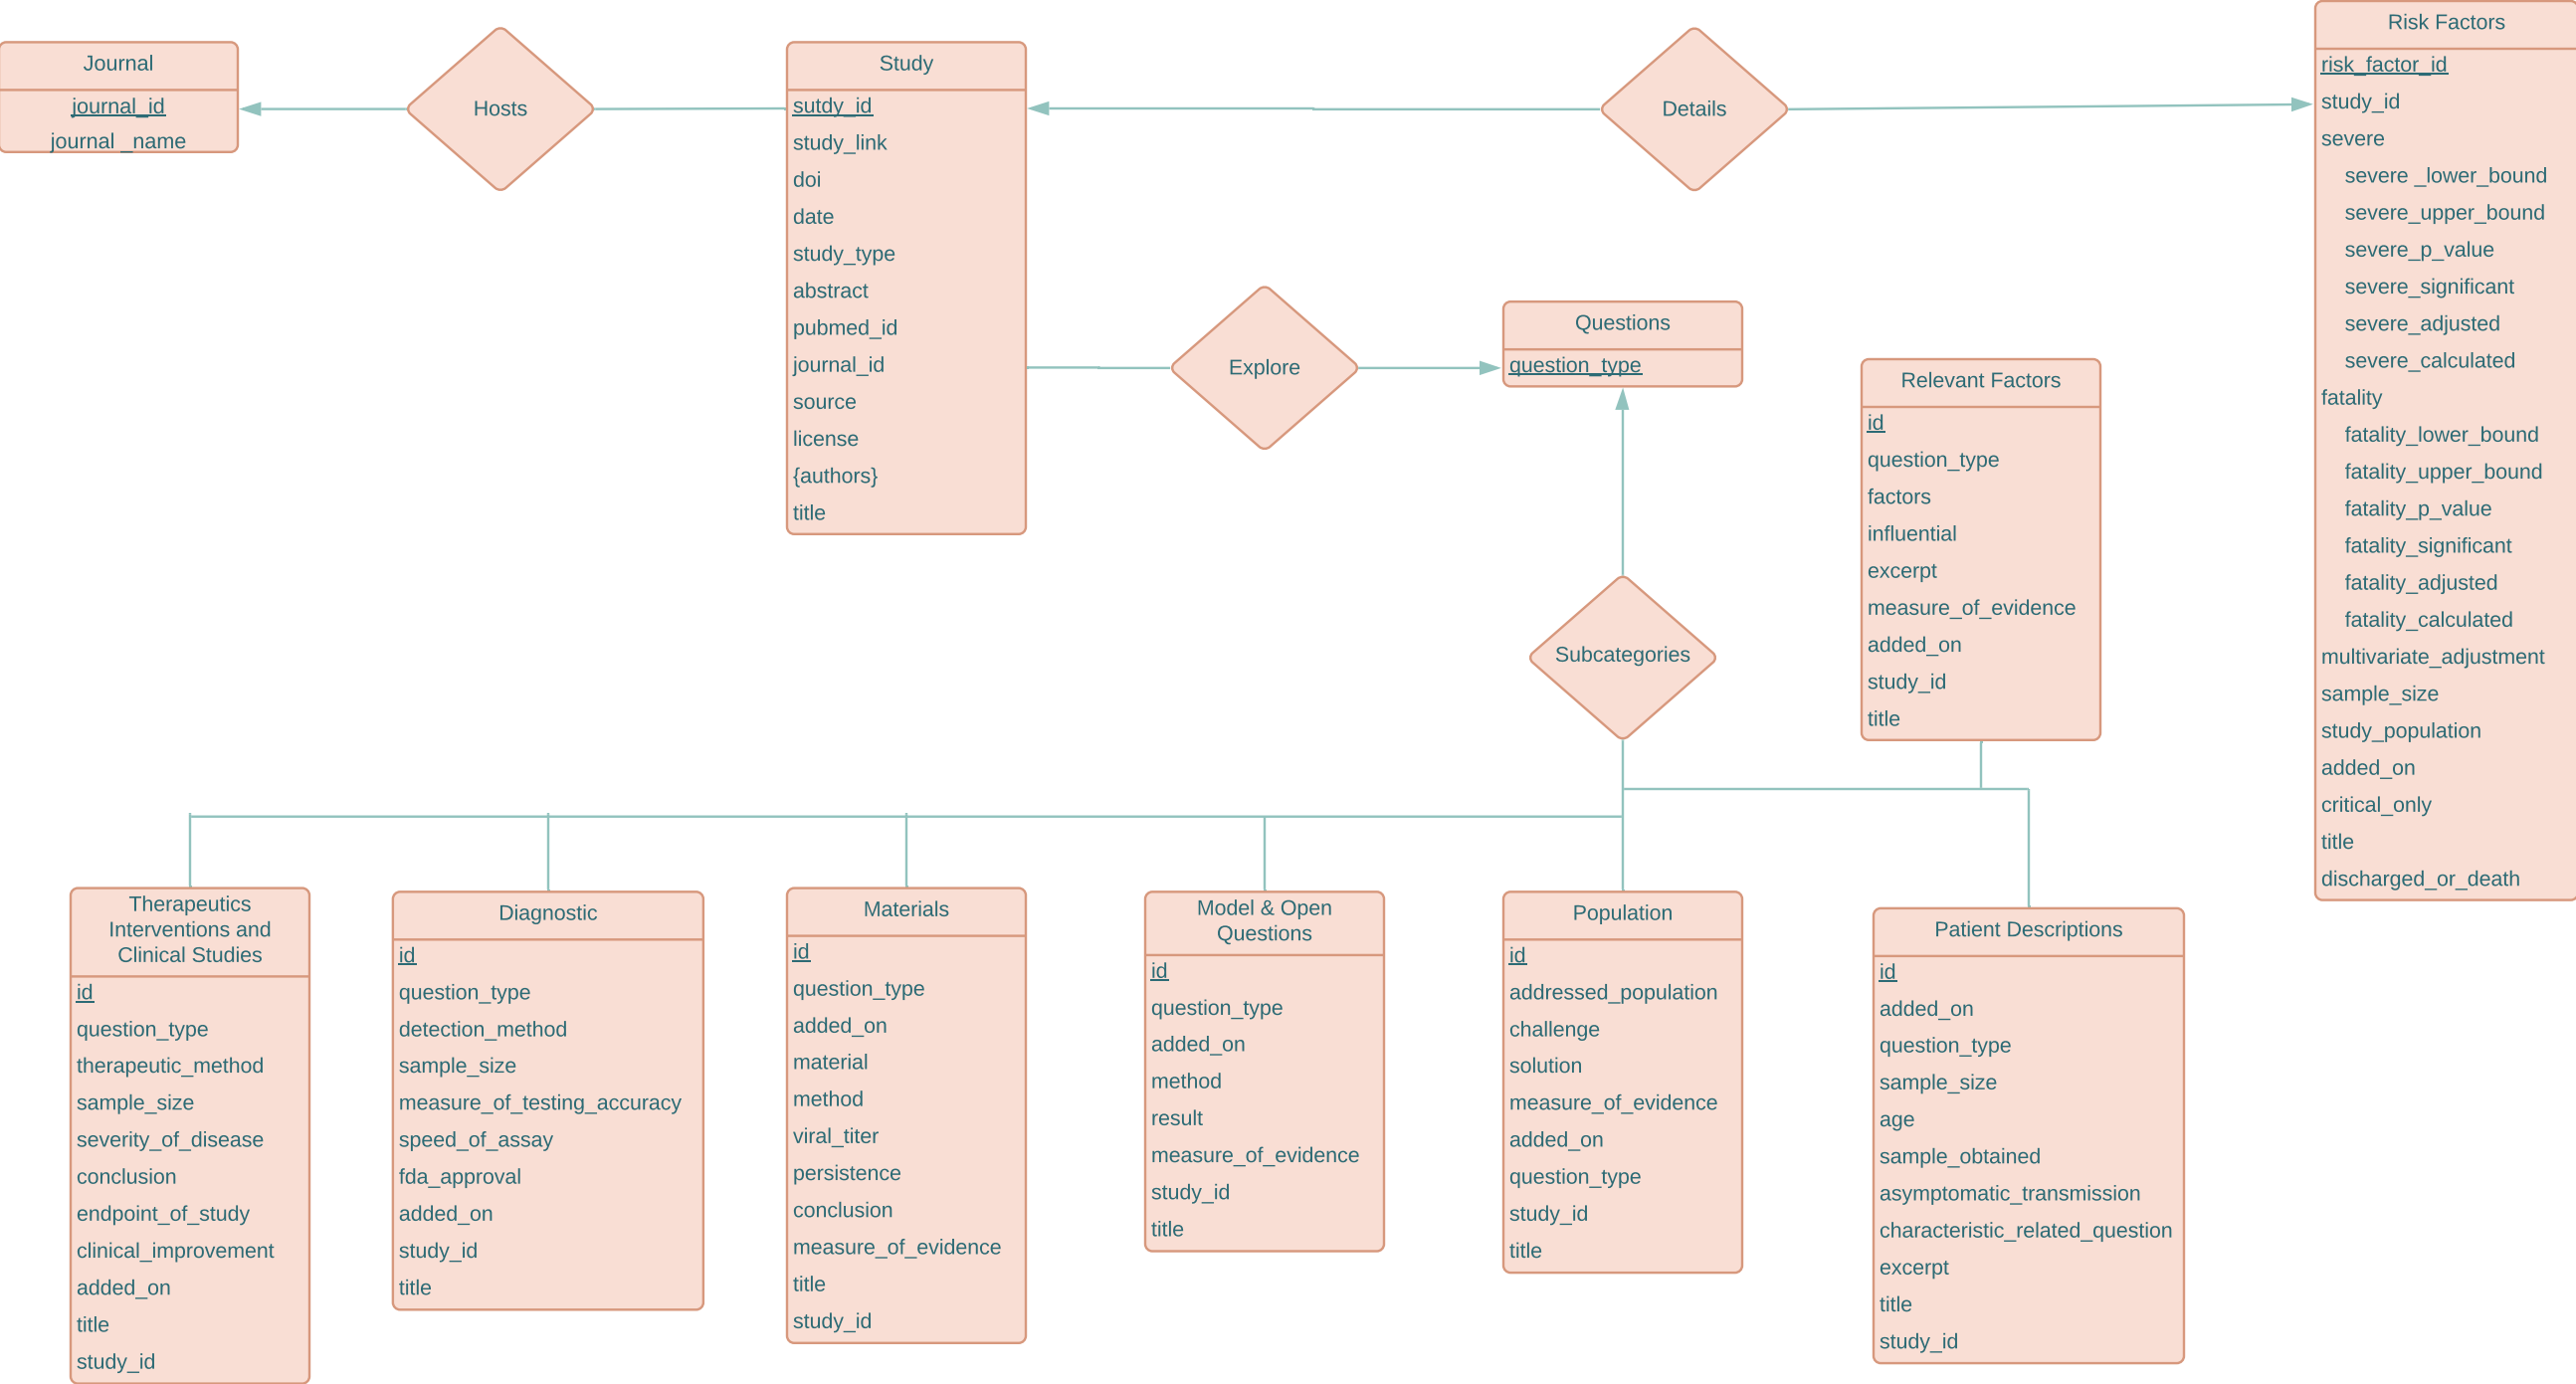 Journal
journal_id
journal _name
Hosts
Study
sutdy_id
study_link
doi
date
study_type
abstract
pubmed_id
journal_id
source
license
{authors}
title
Details
Risk Factors
risk_factor_id
study_id
severe
severe _lower_bound
severe_upper_bound
severe_p_value
severe_significant
severe_adjusted
severe_calculated
fatality
fatality_lower_bound
fatality_upper_bound
fatality_p_value
fatality_significant
fatality_adjusted
fatality_calculated
multivariate_adjustment
sample_size
study_population
added_on
critical_only
title
discharged_or_death
Explore
Questions
question_type
Relevant Factors
id
question_type
factors
influential
excerpt
measure_of_evidence
added_on
study_id
title
Subcategories
Therapeutics
Interventions and
Clinical Studies
id
question_type
therapeutic_method
sample_size
severity_of_disease
conclusion
endpoint_of_study
clinical_improvement
added_on
title
study_id
Diagnostic
id
question_type
detection_method
sample_size
measure_of_testing_accuracy
speed_of_assay
fda_approval
added_on
study_id
title
Materials
id
question_type
added_on
material
method
viral_titer
persistence
conclusion
measure_of_evidence
title
study_id
Model & Open
Questions
id
question_type
added_on
method
result
measure_of_evidence
study_id
title
Population
id
addressed_population
challenge
solution
measure_of_evidence
added_on
question_type
study_id
title
Patient Descriptions
id
added_on
question_type
sample_size
age
sample_obtained
asymptomatic_transmission
characteristic_related_question
excerpt
title
study_id